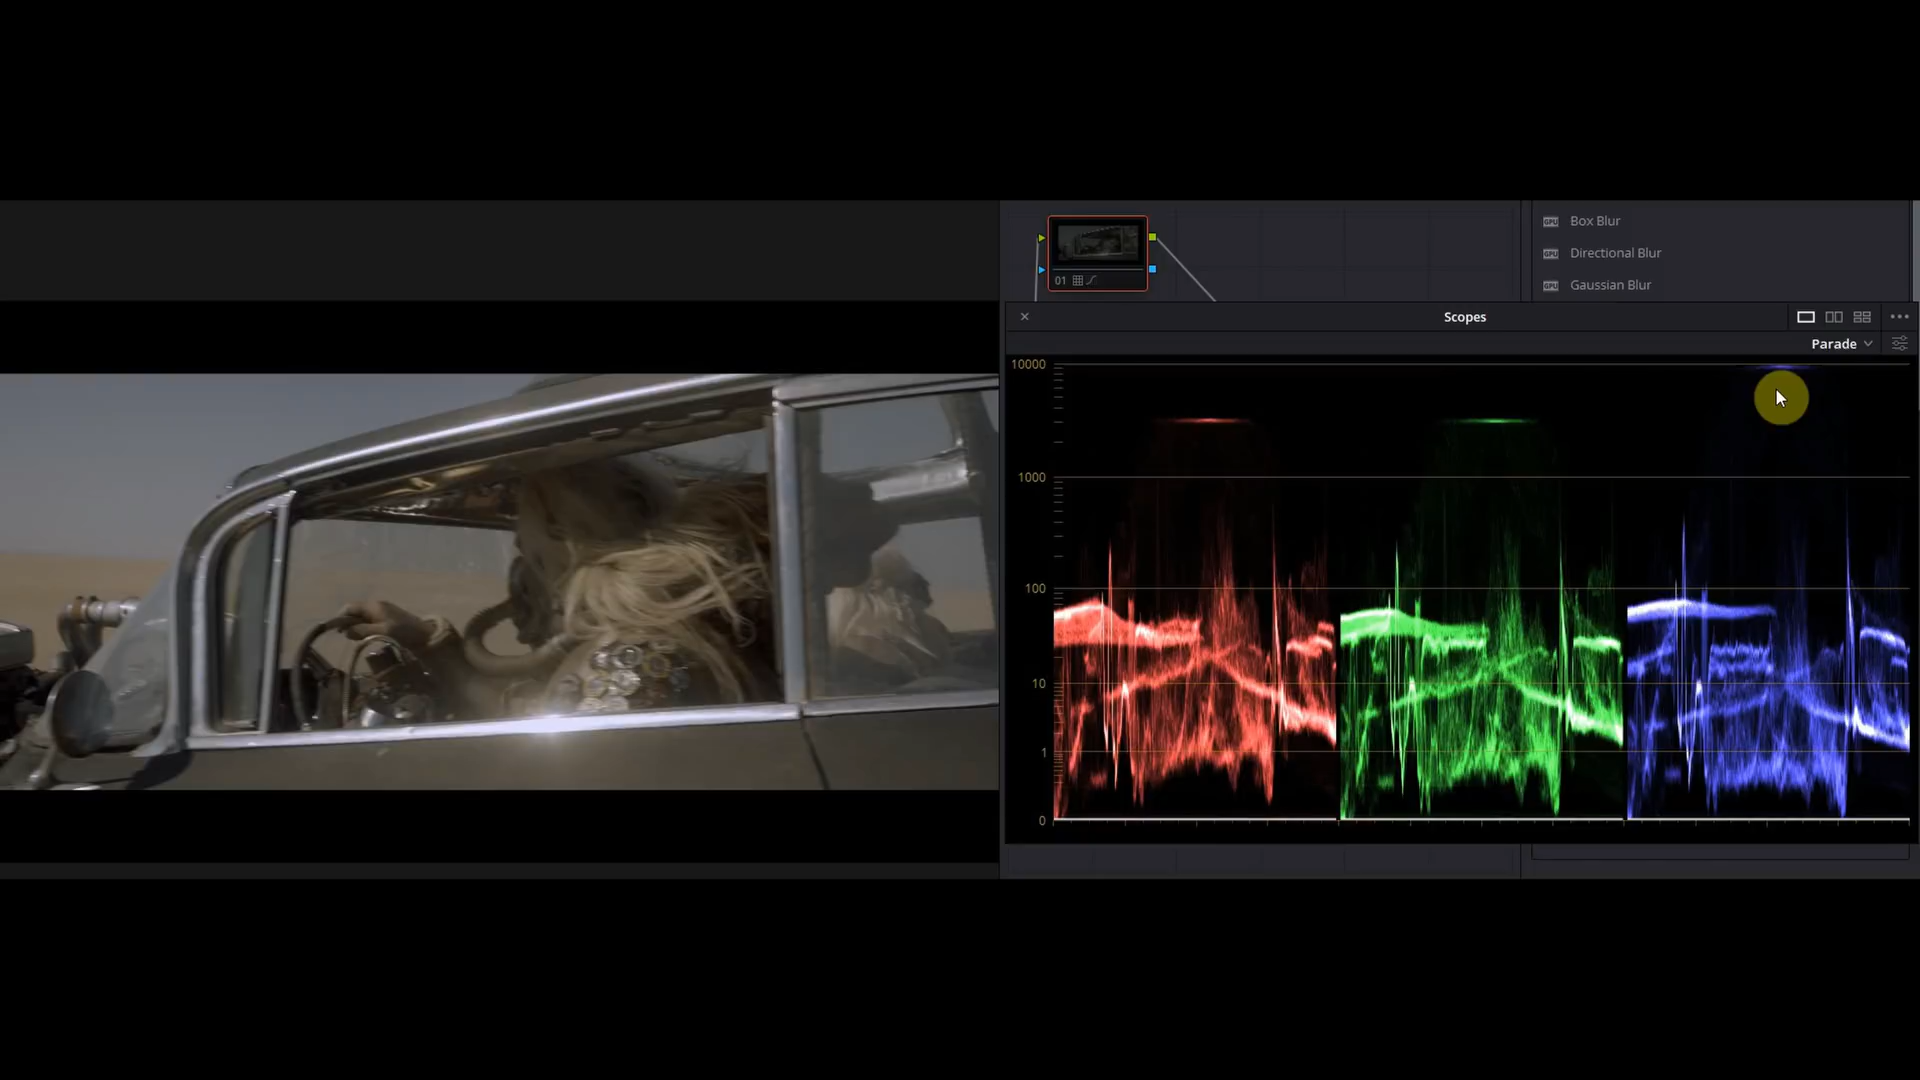 Box Blur
Directional Blur
01
Gaussian Blur
Scopes
Parade
10000
1000
100
10
1
0